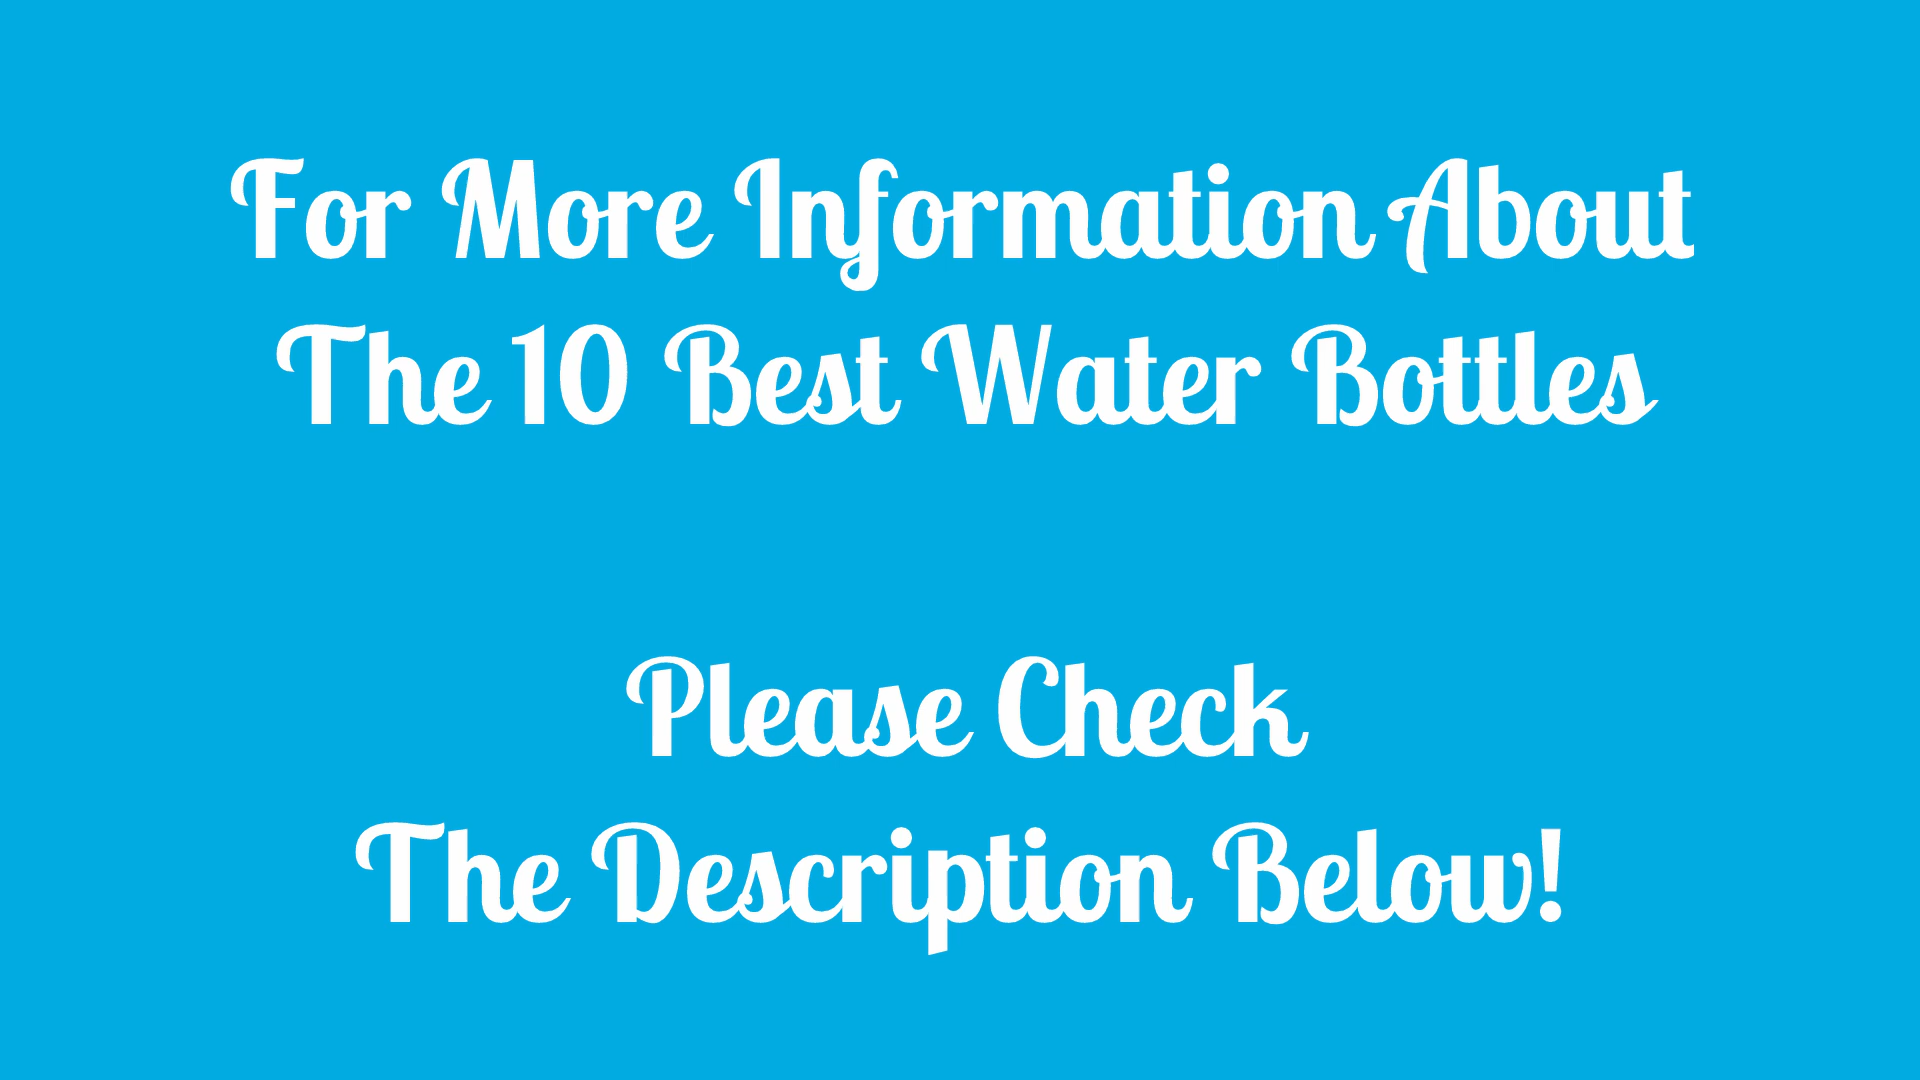 For More Information About
The 10 Best Water Bottles
Please Check
The Description Below!